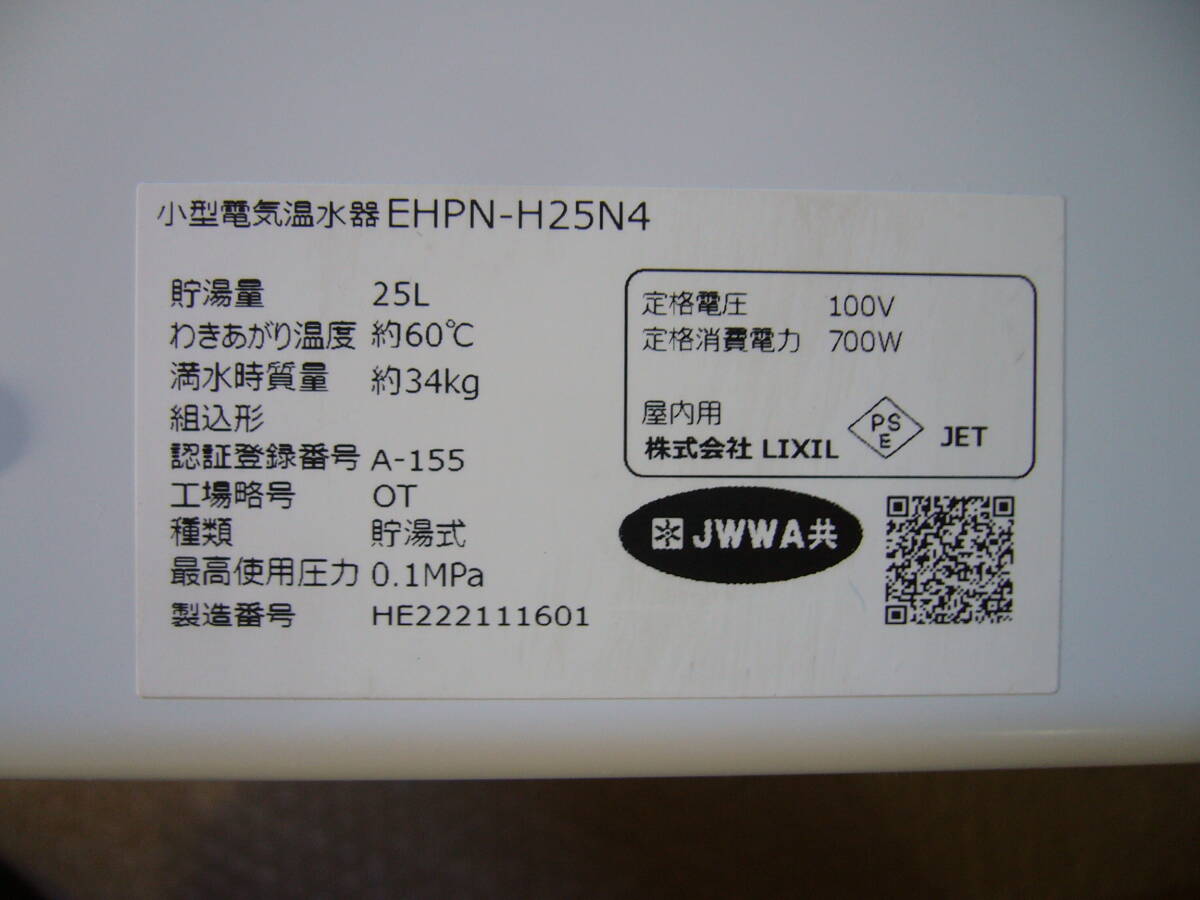 小型電気温水器 EHPN-H25N4
貯湯量 25L
わきあがり温度 約60℃
満水時質量 約34kg
組込形
認証登録番号 A-155
工場略号 OT
種類 貯湯式
最高使用圧力 0.1MPa
製造番号 HE222111601
定格電圧 100V
定格消費電力 700W
屋内用
株式会社 LIXIL
PS
E
JET
JWWA共